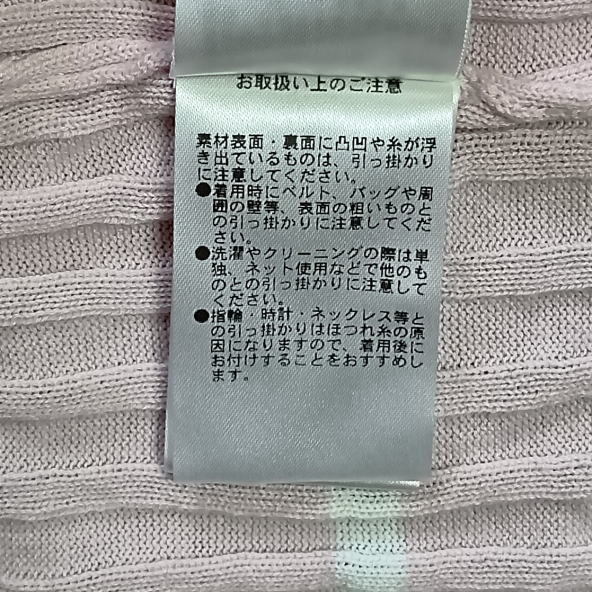 お取扱い上のご注意
素材表面・裏面に凸凹や糸が浮
き出ているものは、引っ掛かり
に注意してください。
●着用時にベルト、バッグや周
囲の壁等、表面の粗いものと
の引っ掛かりに注意してくだ
さい。
●洗濯やクリーニングの際は単
独、ネット使用などで他のも
のとの引っ掛かりに注意して
ください。
●指輪・時計・ネックレス等と
の引っ掛かりはほつれ糸の原
因になりますので、着用後に
お付けすることをおすすめし
ます。